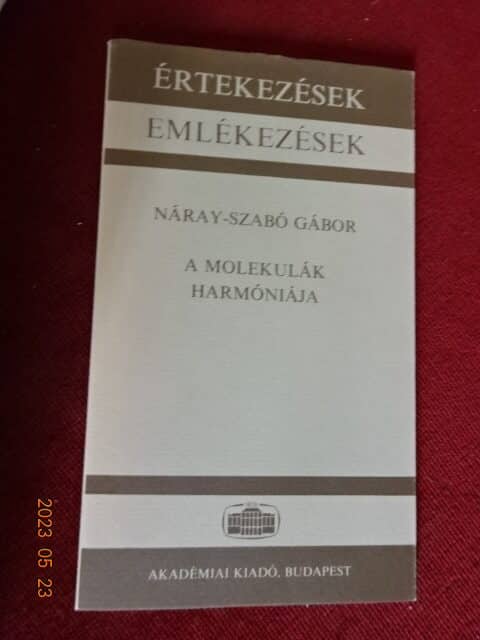 ÉRTEKEZÉSEK
EMLÉKEZÉSEK
NÁRAY-SZABÓ GÁBOR
A MOLEKULÁK
HARMÓNIÁJA
AKADÉMIAI KIADÓ, BUDAPEST
2023 05 23